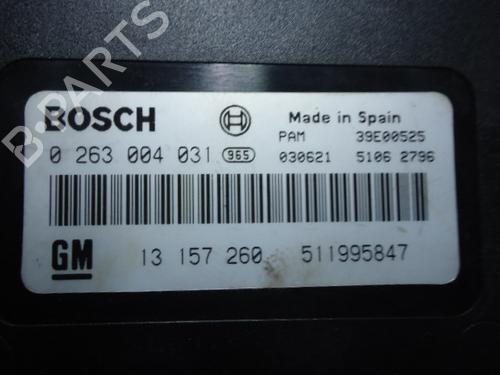 BOSCH
Made in Spain
PAM 39E00525
0 263 004 031 965 030621 5106 2796
GM 13 157 260 511995847
B-PARTS